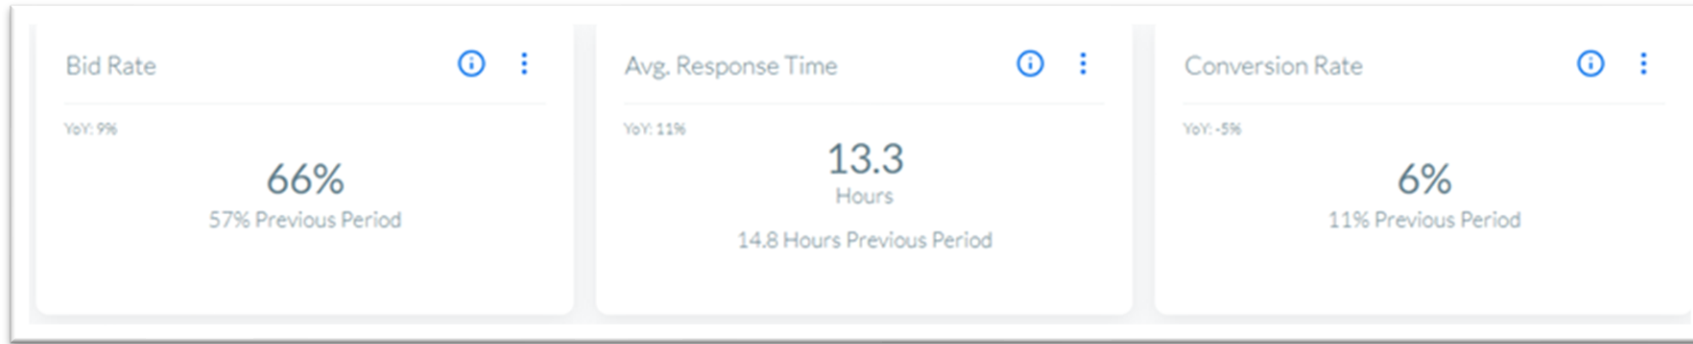 Bid Rate
YoY: 9%
66%
57% Previous Period
Avg. Response Time
YoY: 11%
13.3
Hours
14.8 Hours Previous Period
Conversion Rate
YoY: -5%
6%
11% Previous Period